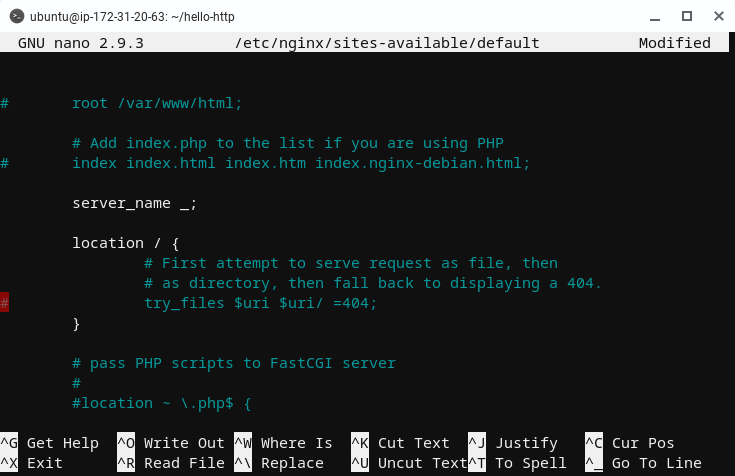 ubuntu@ip-172-31-20-63: ~/hello-http
GNU nano 2.9.3 /etc/nginx/sites-available/default Modified
# root /var/www/html;
# Add index.php to the list if you are using PHP
# index index.html index.htm index.nginx-debian.html;
server_name _;
location / {
# First attempt to serve request as file, then
# as directory, then fall back to displaying a 404.
# try_files $uri $uri/ =404;
}
# pass PHP scripts to FastCGI server
#
#location ~ \.php$ {
^G Get Help ^O Write Out ^W Where Is ^K Cut Text ^J Justify ^C Cur Pos
^X Exit ^R Read File ^\ Replace ^U Uncut Text ^T To Spell ^_ Go To Line